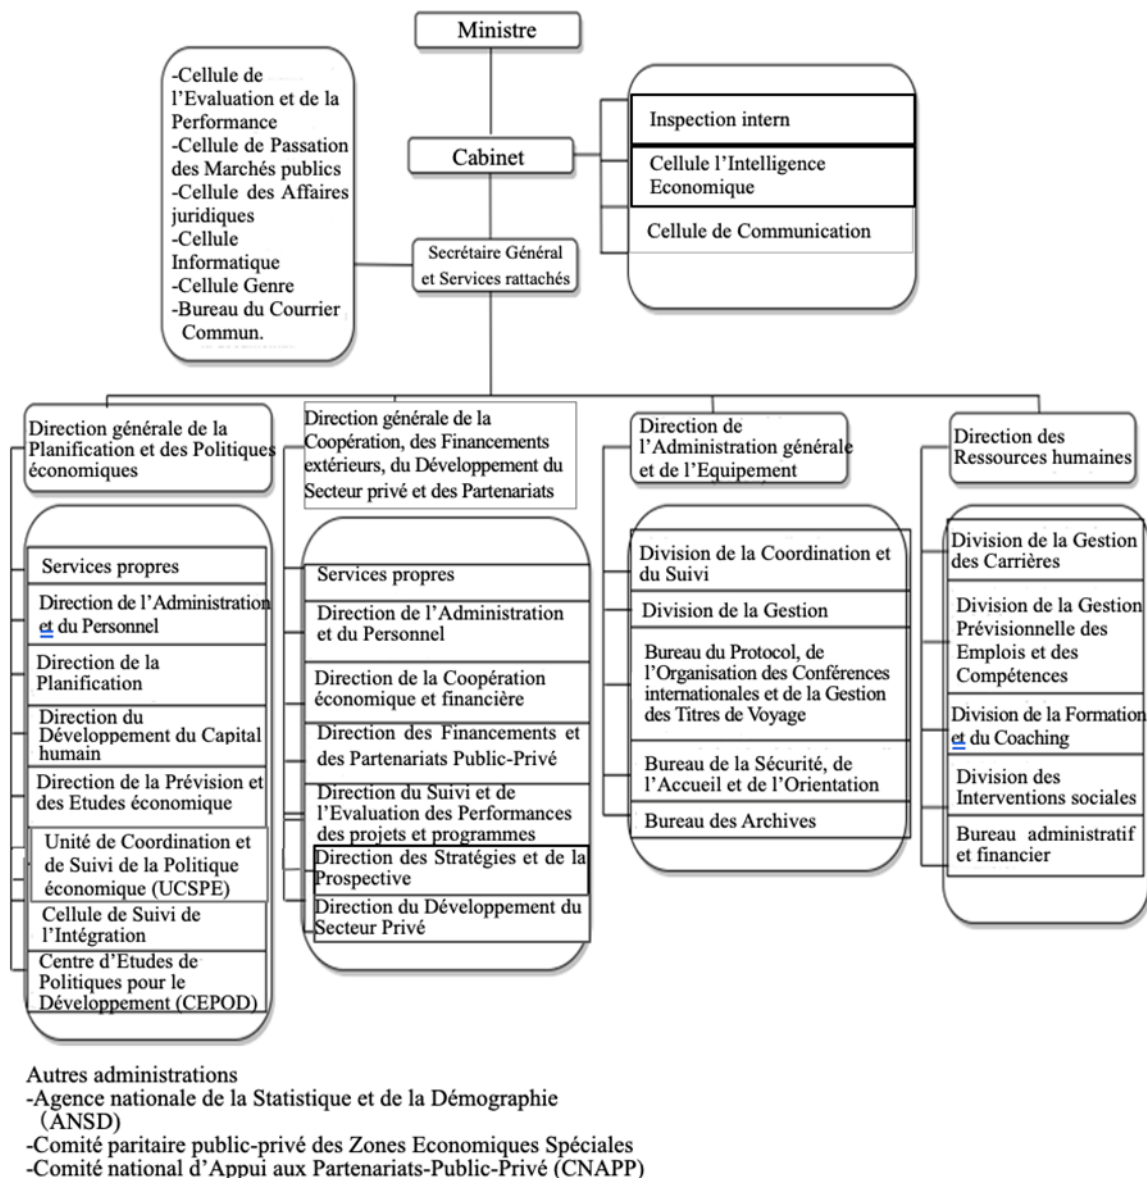 Ministre
-Cellule de
l’Evaluation et de la
Performance
-Cellule de Passation
des Marchés publics
-Cellule des Affaires
juridiques
-Cellule
Informatique
-Cellule Genre
-Bureau du Courrier
Commun.
Cabinet
Inspection intern
Cellule l’Intelligence
Economique
Cellule de Communication
Secrétaire Général
et Services rattachés
Direction générale de la
Planification et des Politiques
économiques
Services propres
Direction de l’Administration
et du Personnel
Direction de la
Planification
Direction du
Développement du Capital
humain
Direction de la Prévision et
des Etudes économique
Unité de Coordination et
de Suivi de la Politique
économique (UCSPE)
Cellule de Suivi de
l’Intégration
Centre d’Etudes de
Politiques pour le
Développement (CEPOD)
Direction générale de la
Coopération, des Financements
extérieurs, du Développement du
Secteur privé et des Partenariats
Services propres
Direction de l’Administration
et du Personnel
Direction de la Coopération
économique et financière
Direction des Financements et
des Partenariats Public-Privé
Direction du Suivi et de
l’Evaluation des Performances
des projets et programmes
Direction des Stratégies et de la
Prospective
Direction du Développement du
Secteur Privé
Direction de
l’Administration générale
et de l’Equipement
Division de la Coordination et
du Suivi
Division de la Gestion
Bureau du Protocol, de
l’Organisation des Conférences
internationales et de la Gestion
des Titres de Voyage
Bureau de la Sécurité, de
l’Accueil et de l’Orientation
Bureau des Archives
Direction des
Ressources humaines
Division de la Gestion
des Carrières
Division de la Gestion
Prévisionnelle des
Emplois et des
Compétences
Division de la Formation
et du Coaching
Division des
Interventions sociales
Bureau administratif
et financier
Autres administrations
-Agence nationale de la Statistique et de la Démographie
(ANSD)
-Comité paritaire public-privé des Zones Economiques Spéciales
-Comité national d’Appui aux Partenariats-Public-Privé (CNAPP)